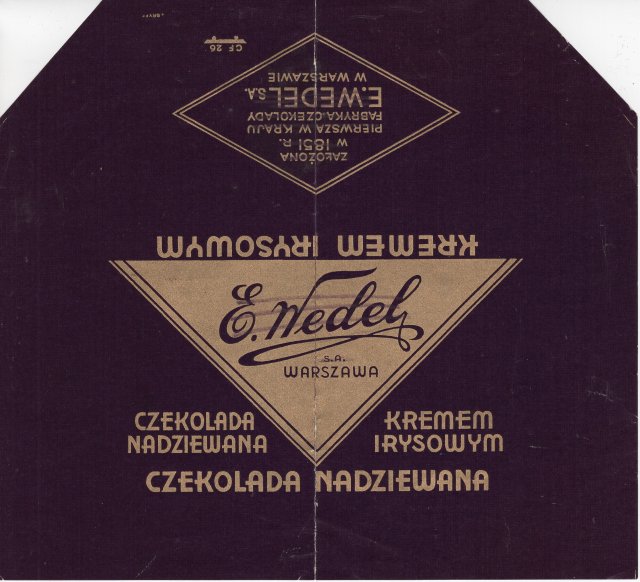 CF 26
ZAŁOŻONA
W 1851 R.
PIERWSZA W KRAJU
FABRYKA CZEKOLADY
E.WEDEL S.A.
W WARSZAWIE
KREMEM IRYSOWYM
E. Wedel
S.A.
WARSZAWA
CZEKOLADA
NADZIEWANA
KREMEM
IRYSOWYM
CZEKOLADA NADZIEWANA